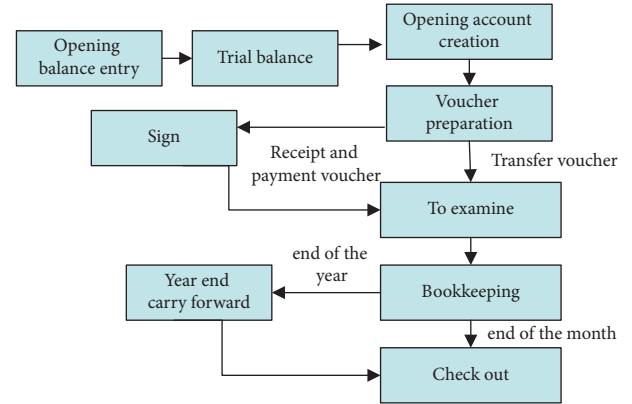 Opening account
creation
Opening
balance entry
Trial balance
Voucher
preparation
Sign
Receipt and
payment voucher
Transfer voucher
To examine
end of the
year
Year end
carry forward
Bookkeeping
end of the month
Check out